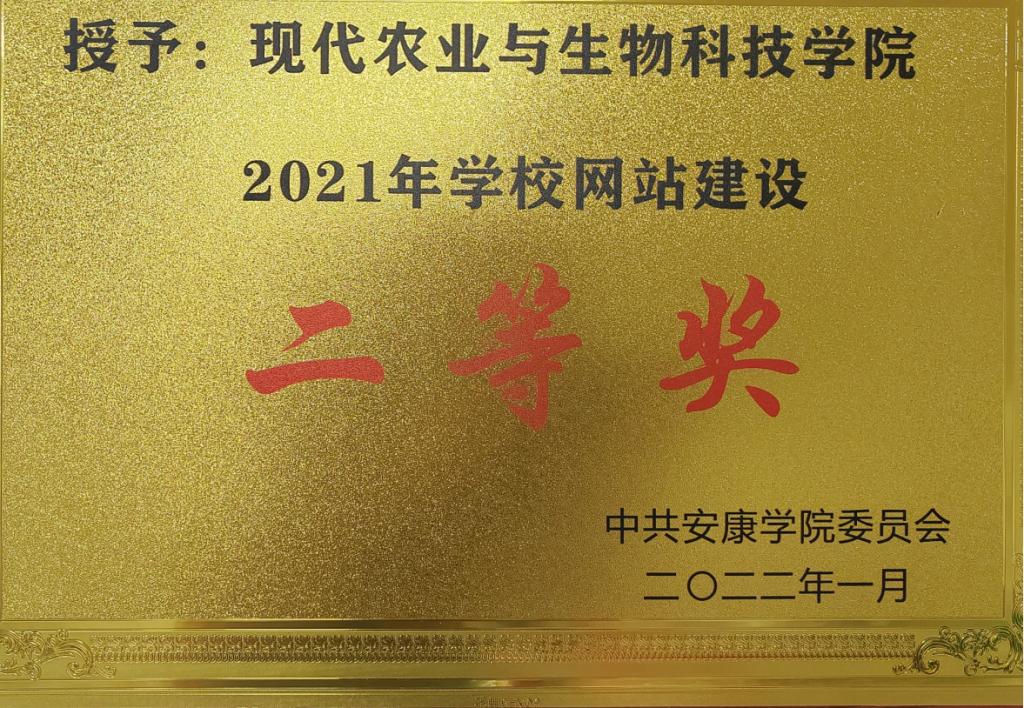 授予：现代农业与生物科技学院
2021年学校网站建设
二等奖
中共安康学院委员会
二〇二二年一月